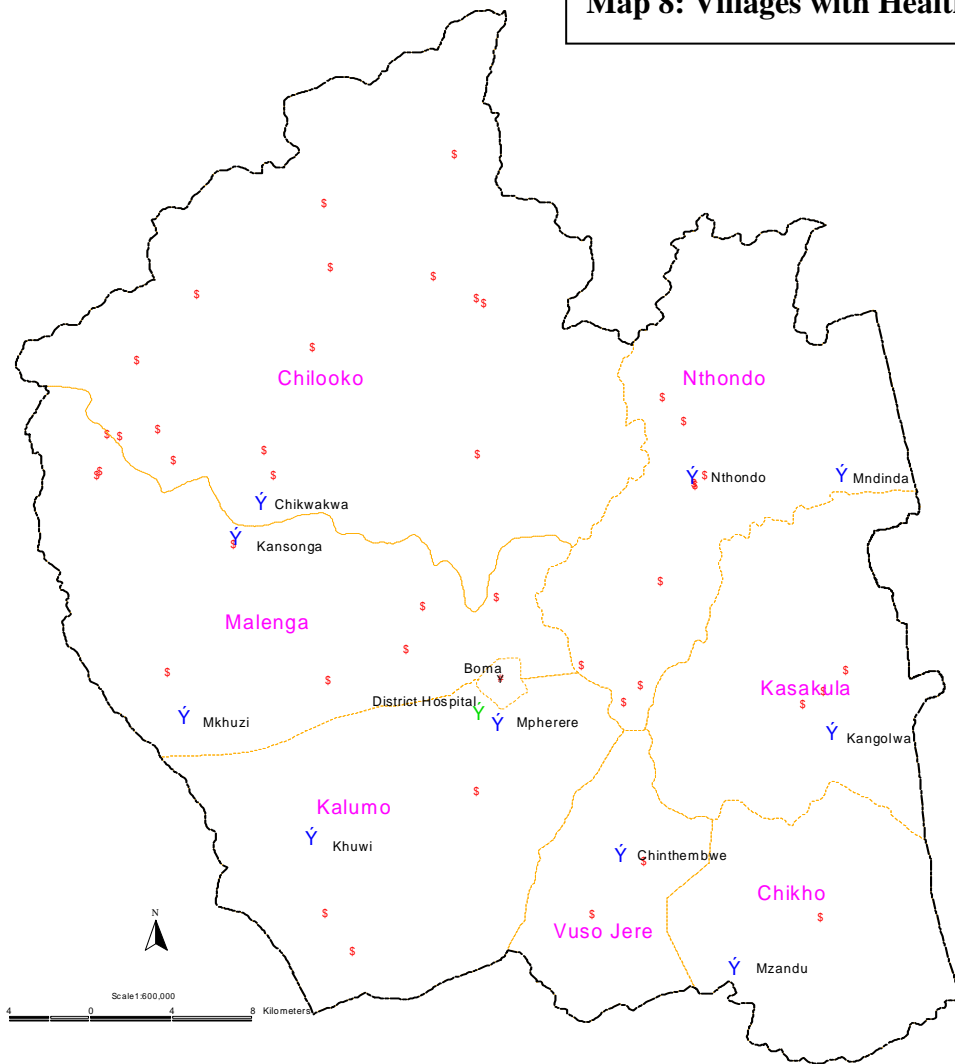 Map 8: Villages with Health
Chilooko
Nthondo
Nthondo
Mndinda
Chikwakwa
Kansonga
Malenga
Boma
Kasakula
District Hospital
Mkhuzi
Mpherere
Kangolwa
Kalumo
Khuwi
Chinthembwe
Chikho
Vuso Jere
N
Mzandu
Scale1:600,000
4 0 4 8 Kilometers